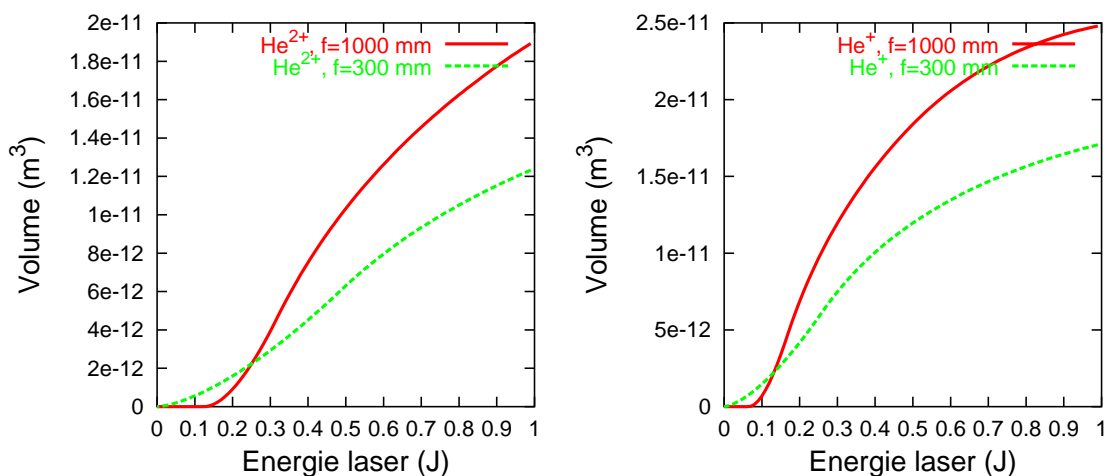 2e-11
1.8e-11
1.6e-11
1.4e-11
1.2e-11
1e-11
8e-12
6e-12
4e-12
2e-12
0
0 0.1 0.2 0.3 0.4 0.5 0.6 0.7 0.8 0.9 1
Volume (m³)
Energie laser (J)
He²⁺, f=1000 mm
He²⁺, f=300 mm
2.5e-11
2e-11
1.5e-11
1e-11
5e-12
0
0 0.1 0.2 0.3 0.4 0.5 0.6 0.7 0.8 0.9 1
Volume (m³)
Energie laser (J)
He⁺, f=1000 mm
He⁺, f=300 mm